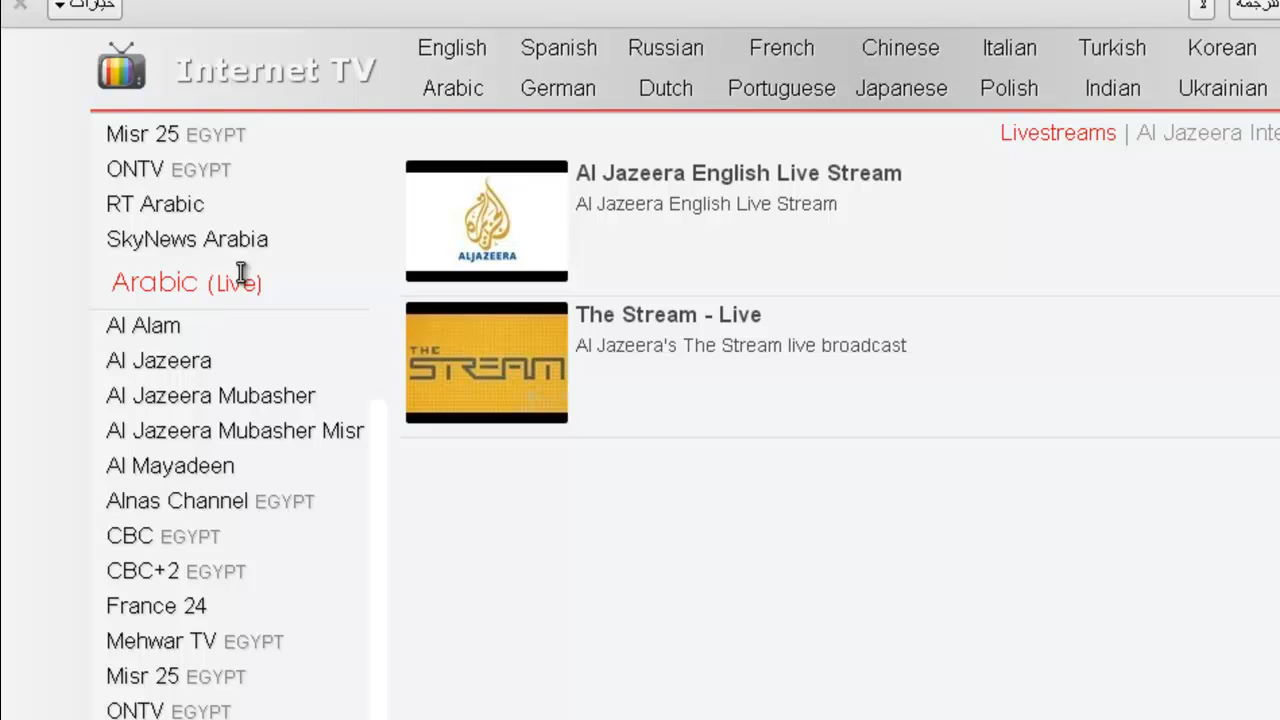 خيارات
لا
الترجمة
Internet TV
English Spanish Russian French Chinese Italian Turkish Korean
Arabic German Dutch Portuguese Japanese Polish Indian Ukrainian
Livestreams | Al Jazeera Inte
Misr 25 EGYPT
ONTV EGYPT
RT Arabic
SkyNews Arabia
Arabic (Live)
Al Alam
Al Jazeera
Al Jazeera Mubasher
Al Jazeera Mubasher Misr
Al Mayadeen
Alnas Channel EGYPT
CBC EGYPT
CBC+2 EGYPT
France 24
Mehwar TV EGYPT
Misr 25 EGYPT
ONTV EGYPT
Al Jazeera English Live Stream
Al Jazeera English Live Stream
ALJAZEERA
The Stream - Live
Al Jazeera's The Stream live broadcast
THE
STREAM